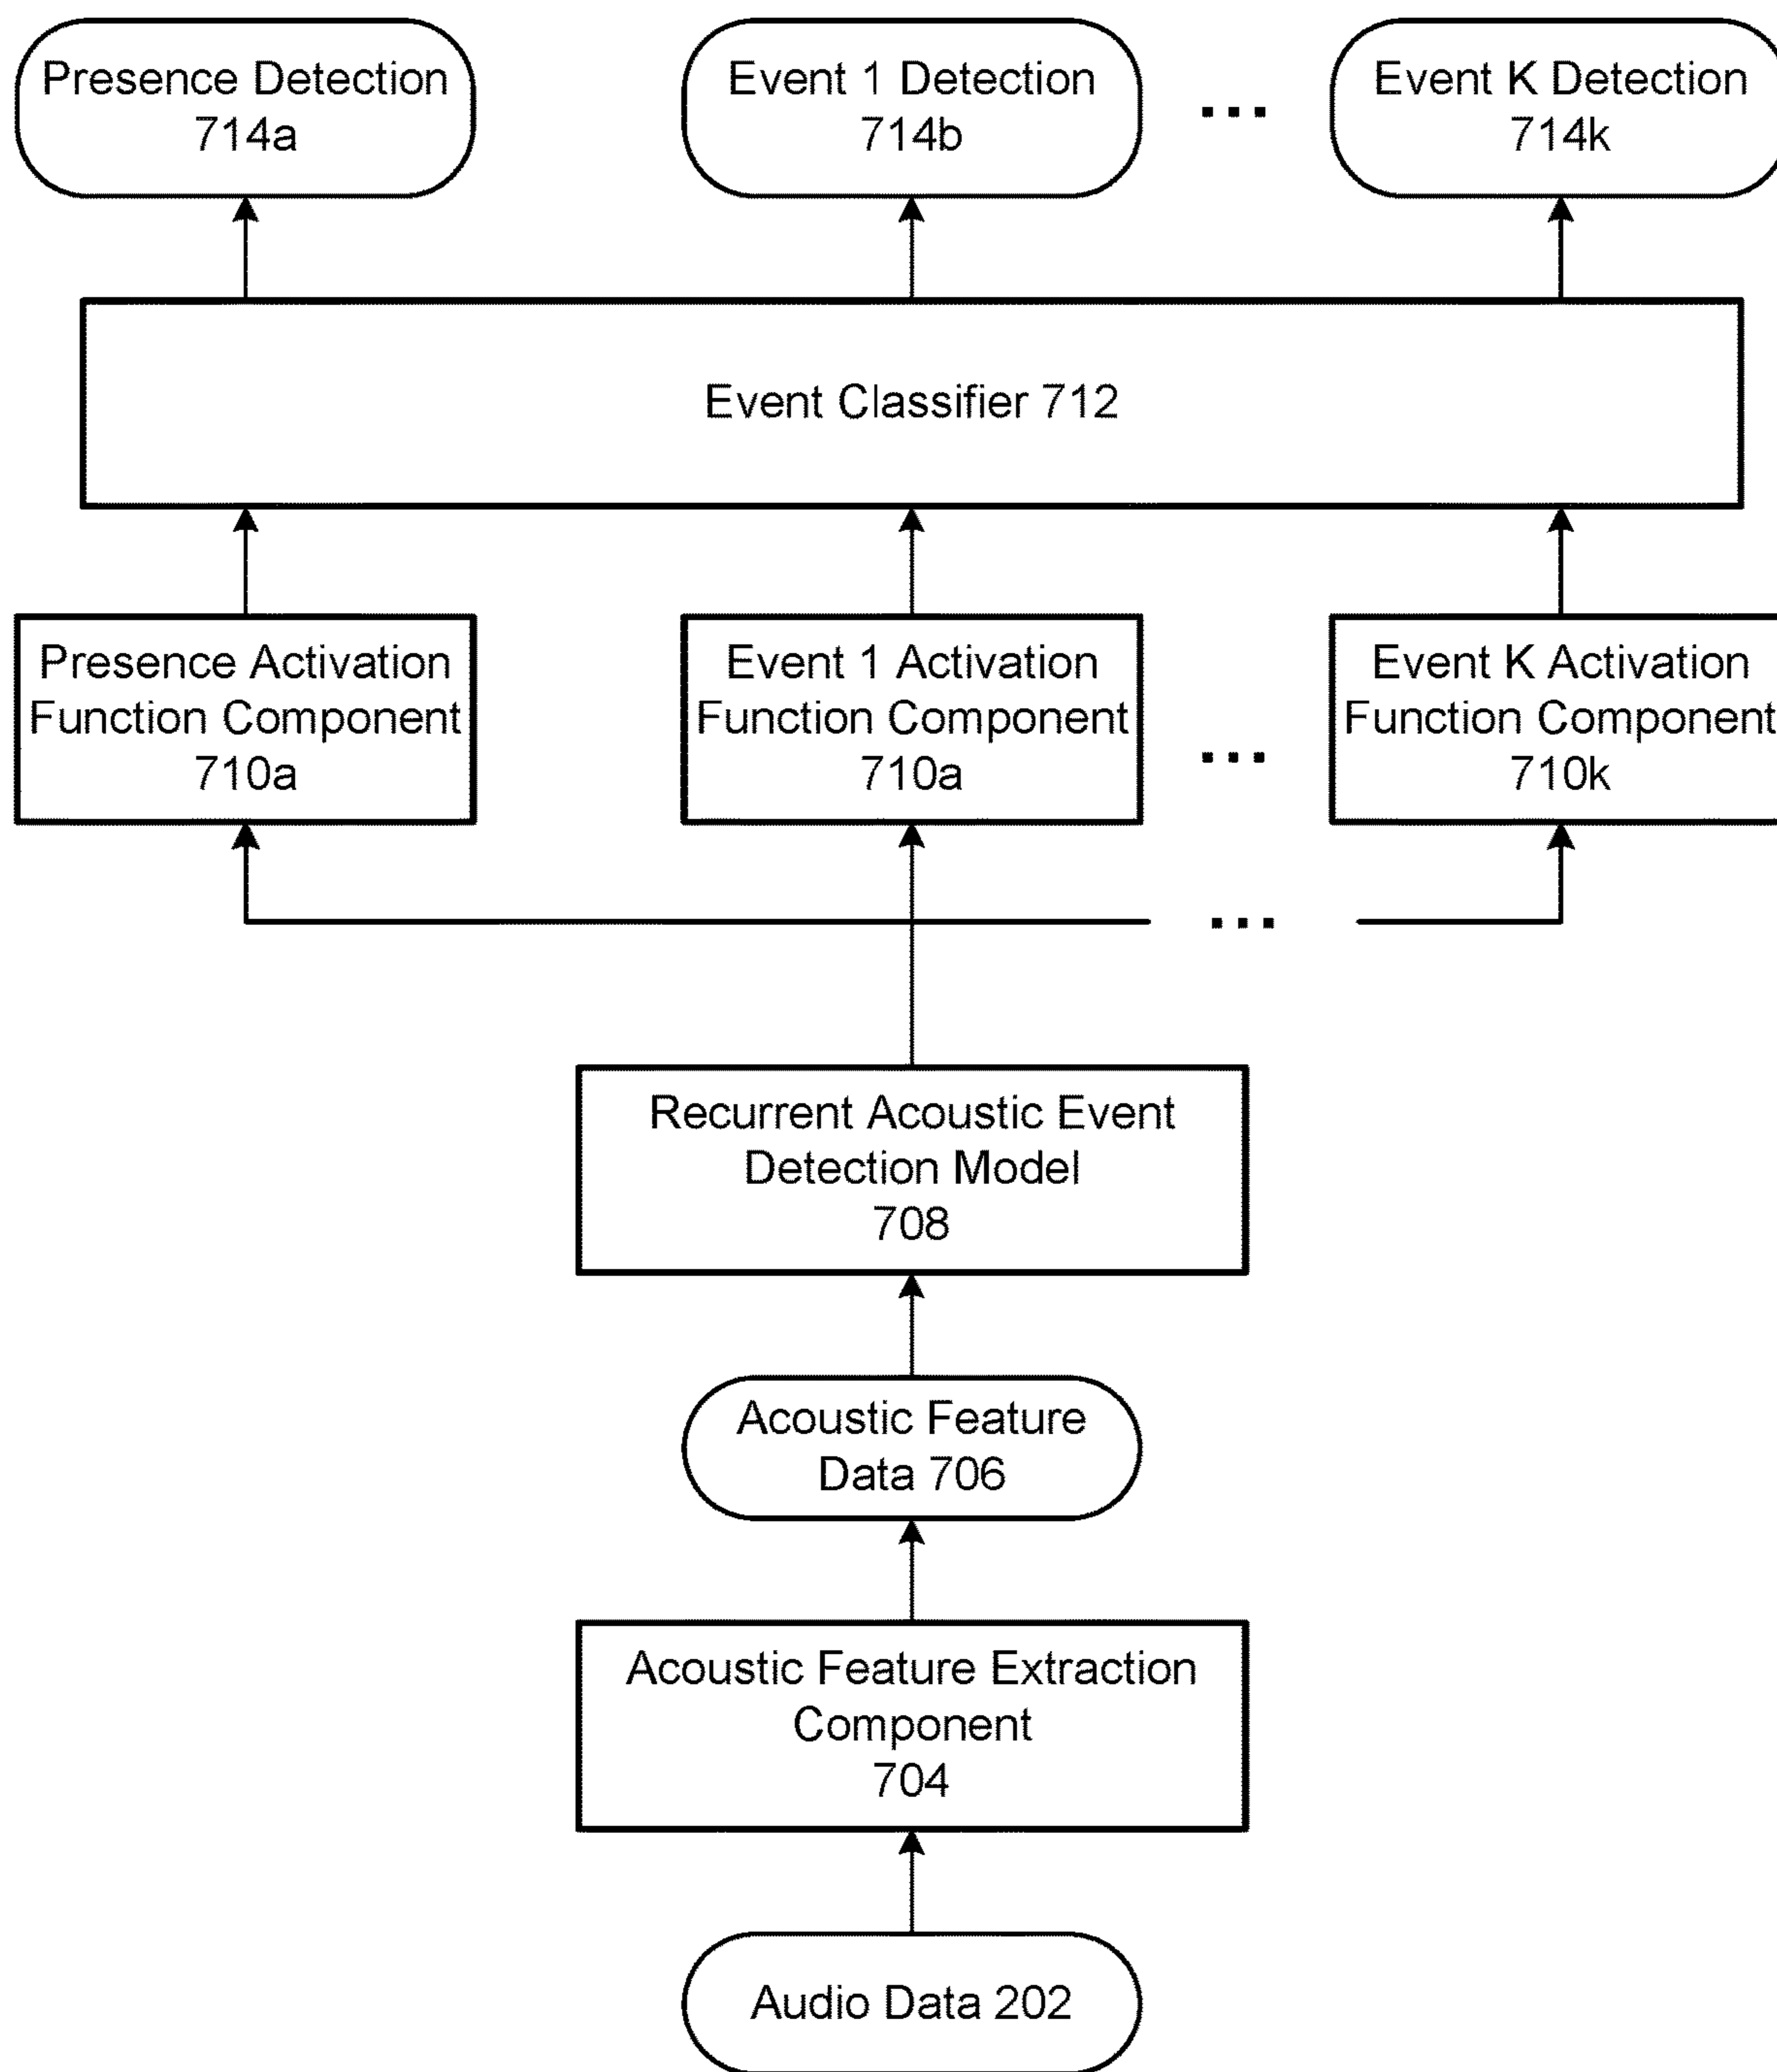 Presence Detection
714a
Event 1 Detection
714b
...
Event K Detection
714k
Event Classifier 712
Presence Activation
Function Component
710a
Event 1 Activation
Function Component
710a
...
Event K Activation
Function Component
710k
...
Recurrent Acoustic Event
Detection Model
708
Acoustic Feature
Data 706
Acoustic Feature Extraction
Component
704
Audio Data 202